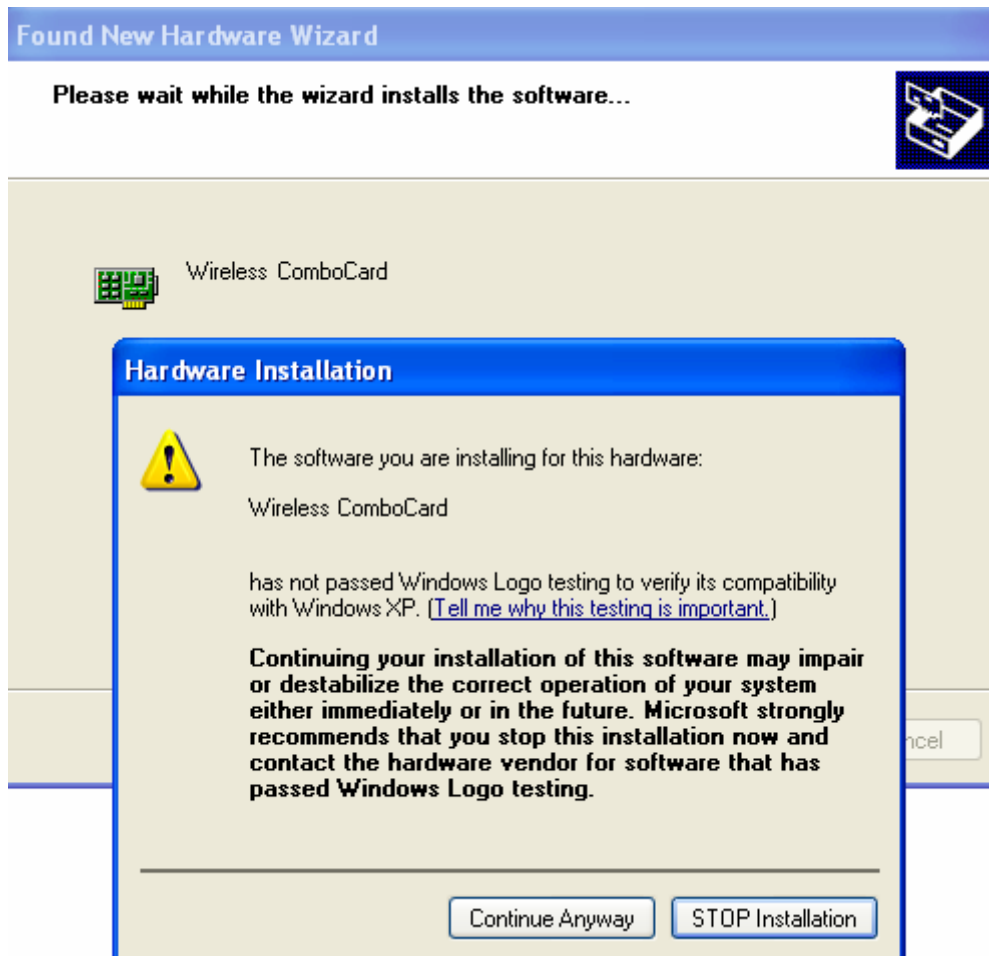 Found New Hardware Wizard
Please wait while the wizard installs the software...
Wireless ComboCard
Hardware Installation
The software you are installing for this hardware:
Wireless ComboCard
has not passed Windows Logo testing to verify its compatibility
with Windows XP. (Tell me why this testing is important.)
Continuing your installation of this software may impair
or destabilize the correct operation of your system
either immediately or in the future. Microsoft strongly
recommends that you stop this installation now and
contact the hardware vendor for software that has
passed Windows Logo testing.
ncel
Continue Anyway STOP Installation